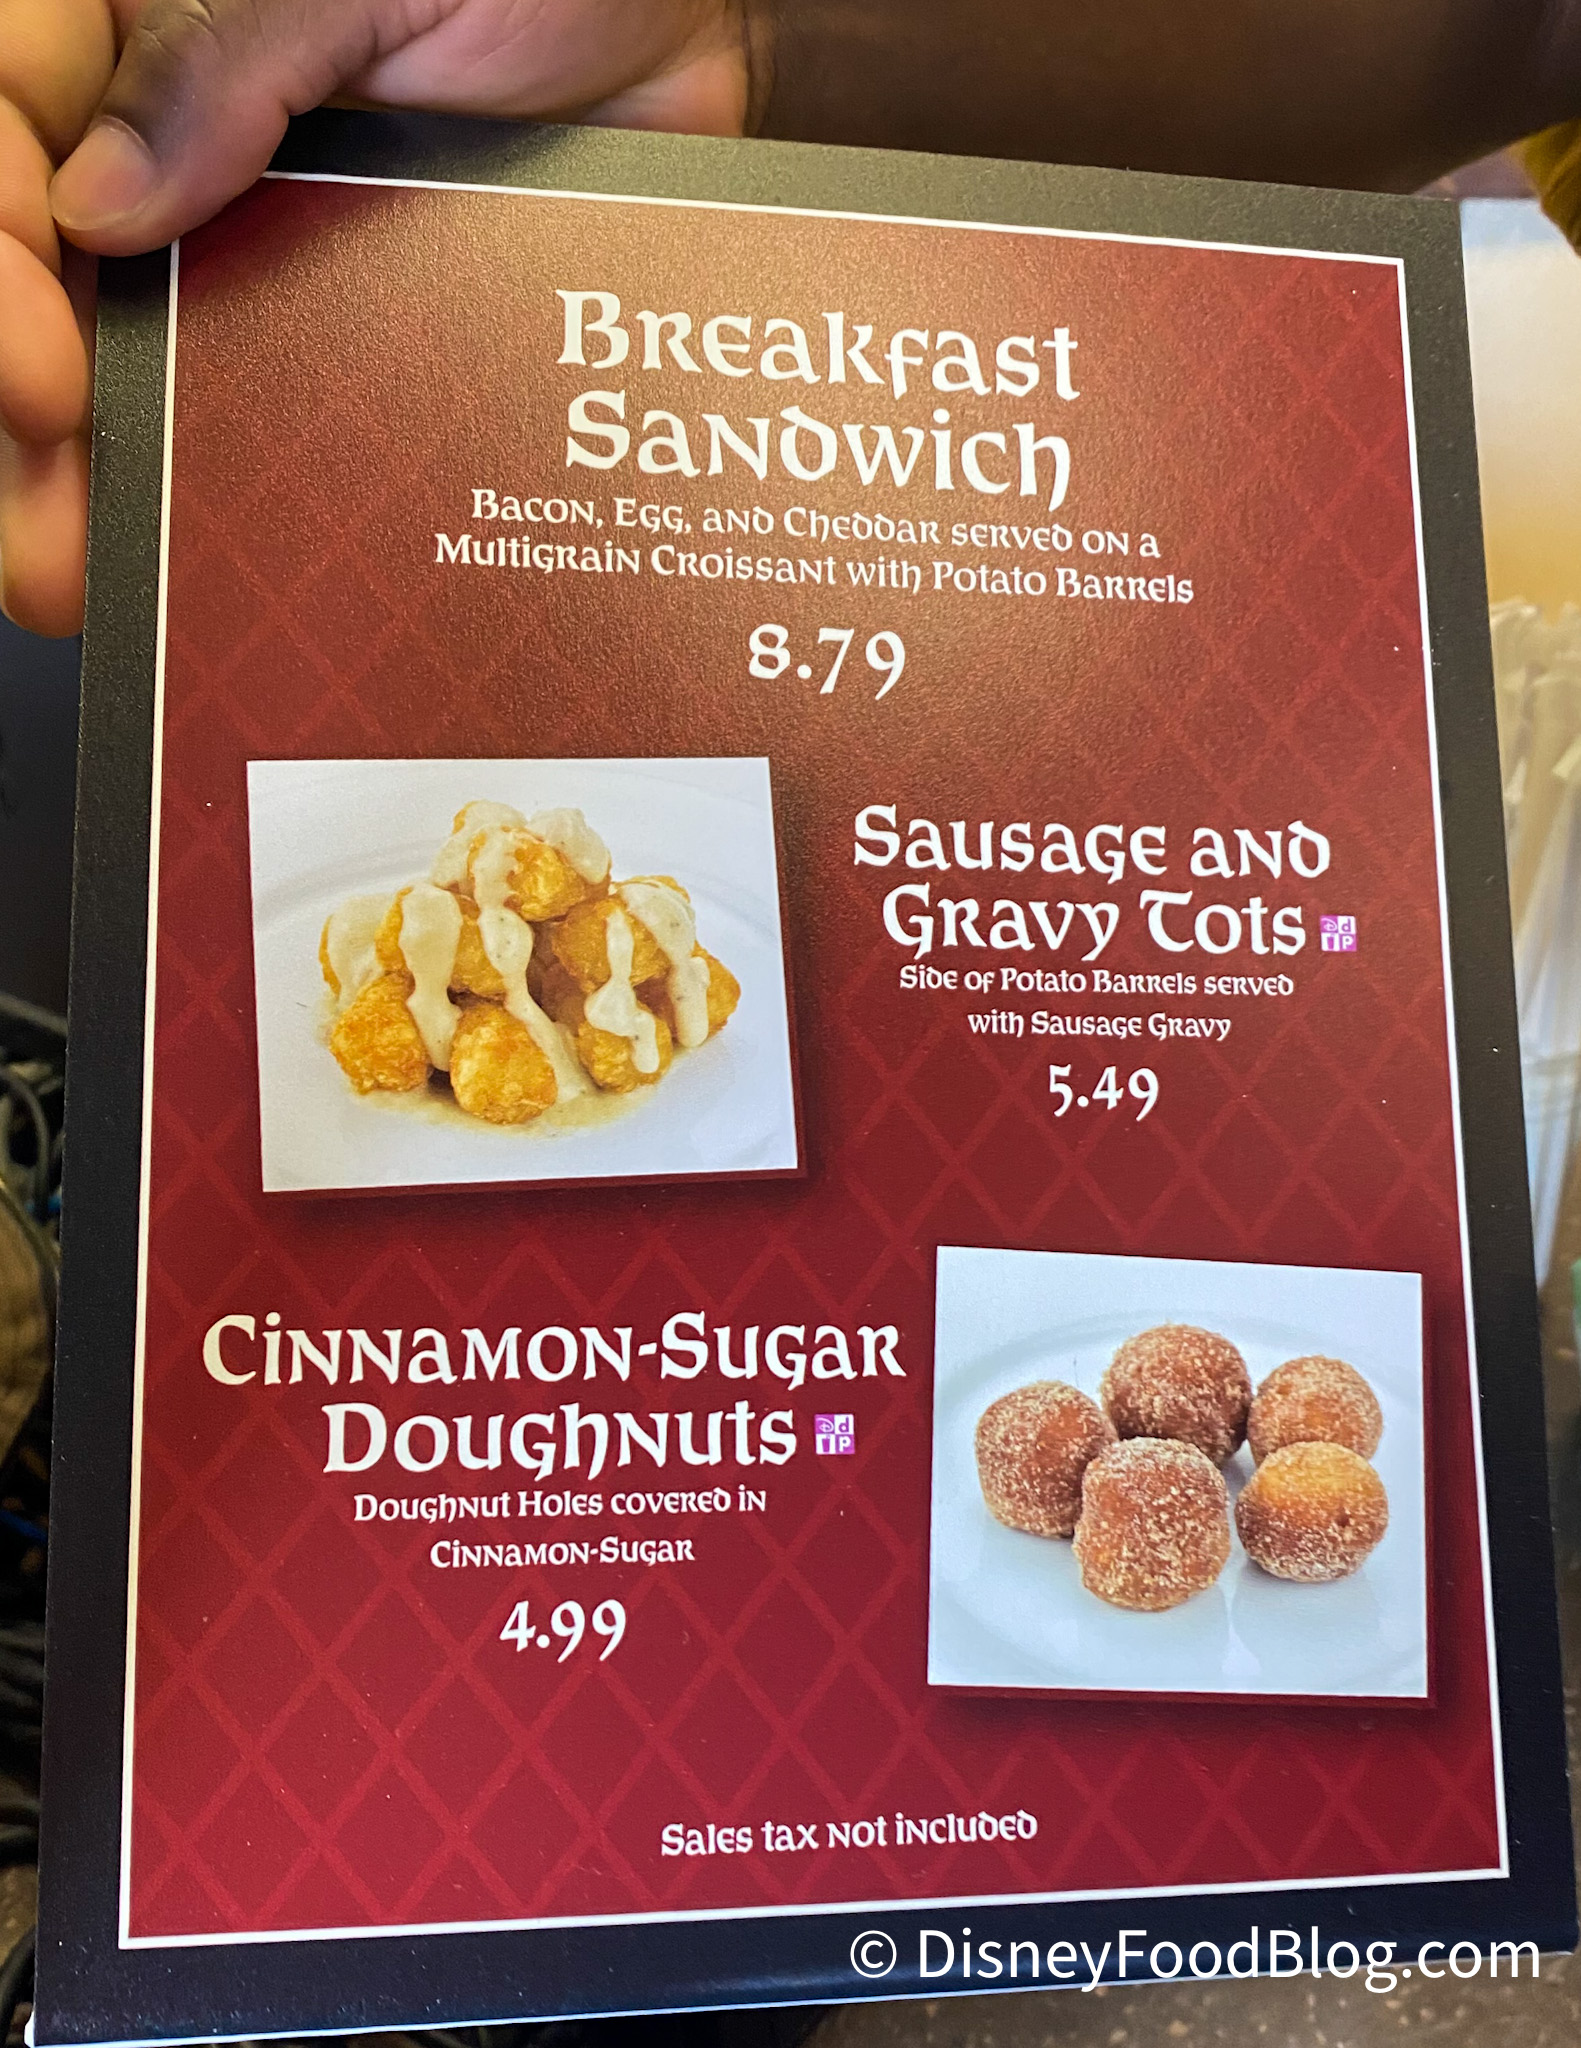 Breakfast
Sandwich
Bacon, Egg, and Cheddar served on a
Multigrain Croissant with Potato Barrels
8.79
Sausage and
Gravy Tots
D d
P
Side of Potato Barrels served
with Sausage Gravy
5.49
Cinnamon-Sugar
Doughnuts
D d
P
Doughnut Holes covered in
Cinnamon-Sugar
4.99
Sales tax not included
© DisneyFoodBlog.com